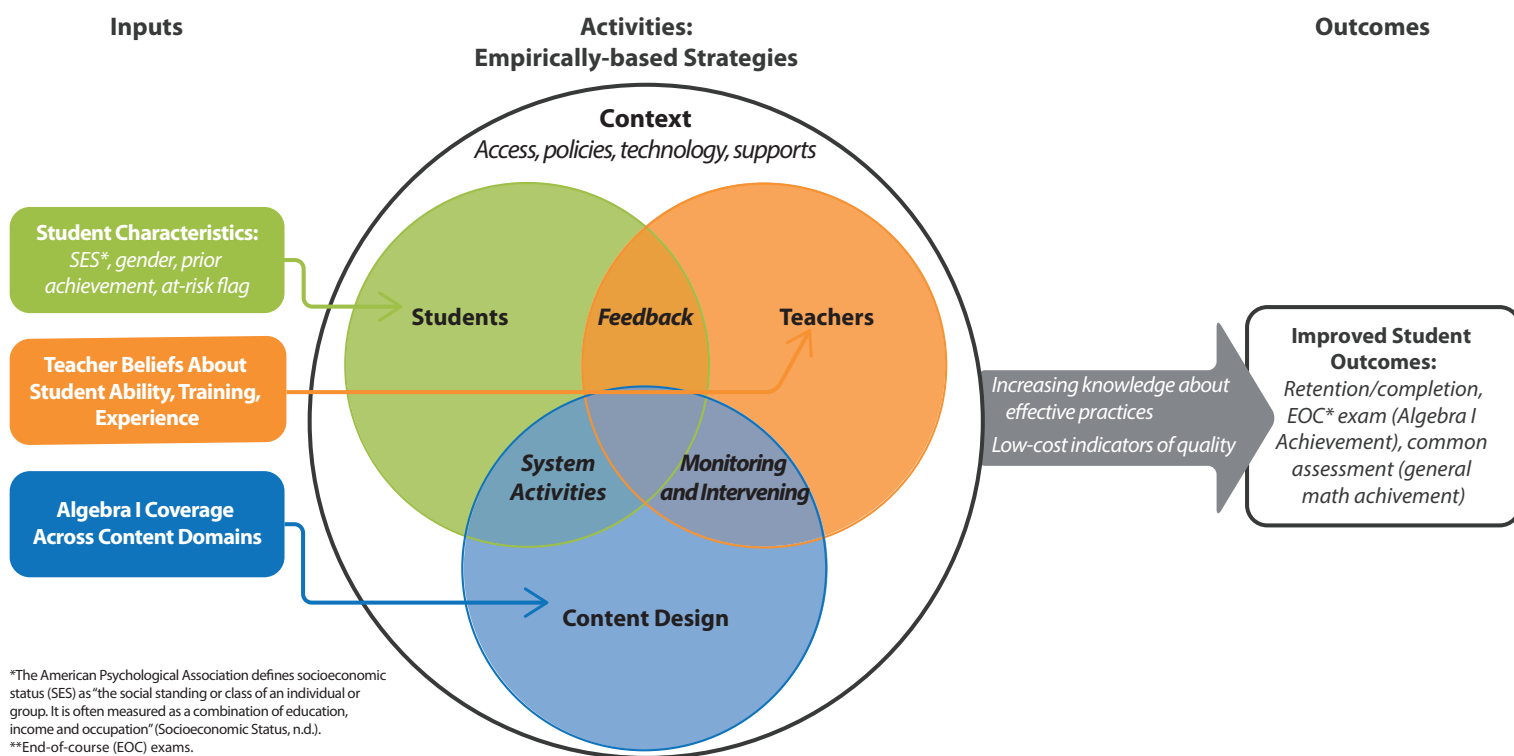 Inputs
Activities:
Empirically-based Strategies
Outcomes
Context
Access, policies, technology, supports
Student Characteristics:
SES*, gender, prior
achievement, at-risk flag
Teacher Beliefs About
Student Ability, Training,
Experience
Algebra I Coverage
Across Content Domains
Students
Feedback
Teachers
System
Activities
Monitoring
and Intervening
Content Design
Increasing knowledge about
effective practices
Low-cost indicators of quality
Improved Student
Outcomes:
Retention/completion,
EOC* exam (Algebra I
Achievement), common
assessment (general
math achievement)
*The American Psychological Association defines socioeconomic
status (SES) as “the social standing or class of an individual or
group. It is often measured as a combination of education,
income and occupation” (Socioeconomic Status, n.d.).
**End-of-course (EOC) exams.